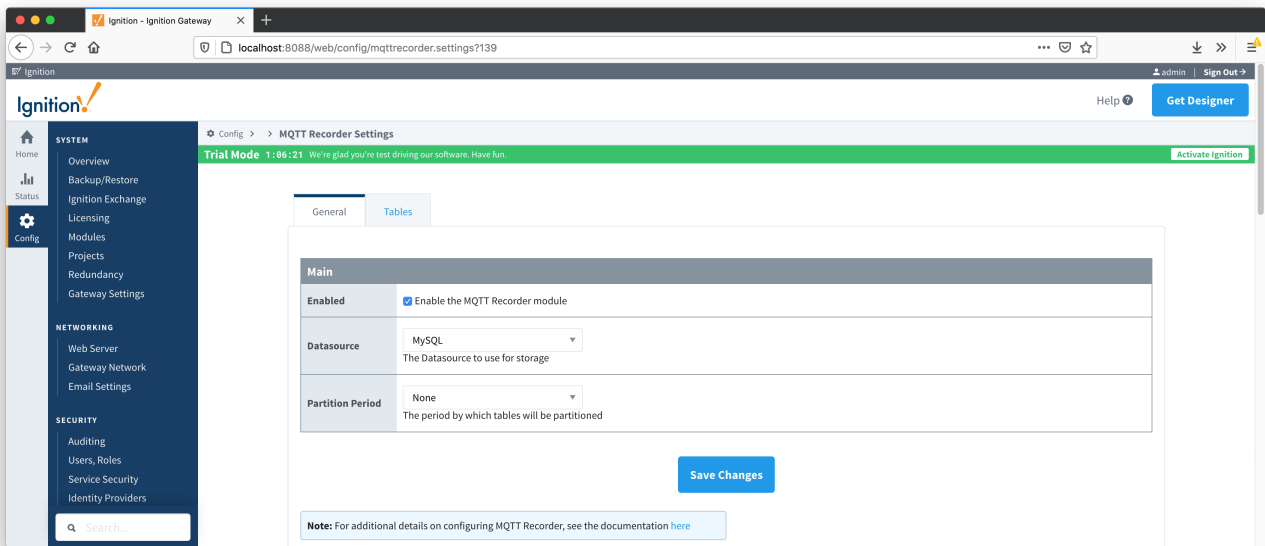 Ignition - Ignition Gateway
localhost:8088/web/config/mqttrecorder.settings?139
Ignition
admin | Sign Out
Ignition!
Help
Get Designer
Home
Status
Config
SYSTEM
Overview
Backup/Restore
Ignition Exchange
Licensing
Modules
Projects
Redundancy
Gateway Settings
NETWORKING
Web Server
Gateway Network
Email Settings
SECURITY
Auditing
Users, Roles
Service Security
Identity Providers
Search...
Config > > MQTT Recorder Settings
Trial Mode 1:06:21 We're glad you're test driving our software. Have fun.
Activate Ignition
General Tables
Main
Enabled Enable the MQTT Recorder module
Datasource MySQL
The Datasource to use for storage
Partition Period None
The period by which tables will be partitioned
Save Changes
Note: For additional details on configuring MQTT Recorder, see the documentation here